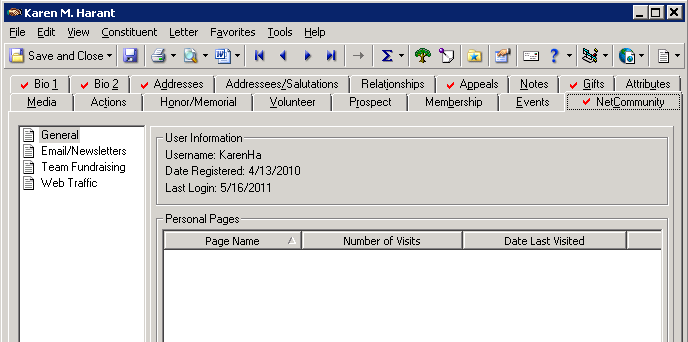 Karen M. Harant
File Edit View Constituent Letter Favorites Tools Help
Save and Close
Bio 1 Bio 2 Addresses Addressees/Salutations Relationships Appeals Notes Gifts Attributes
Media Actions Honor/Memorial Volunteer Prospect Membership Events NetCommunity
General
Email/Newsletters
Team Fundraising
Web Traffic
User Information
Username: KarenHa
Date Registered: 4/13/2010
Last Login: 5/16/2011
Personal Pages
Page Name Number of Visits Date Last Visited